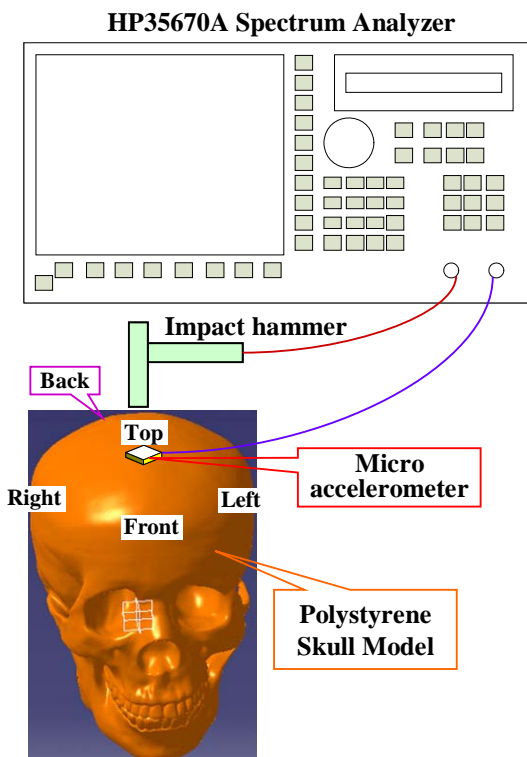 HP35670A Spectrum Analyzer
Impact hammer
Back
Top
Micro
accelerometer
Right
Left
Front
Polystyrene
Skull Model